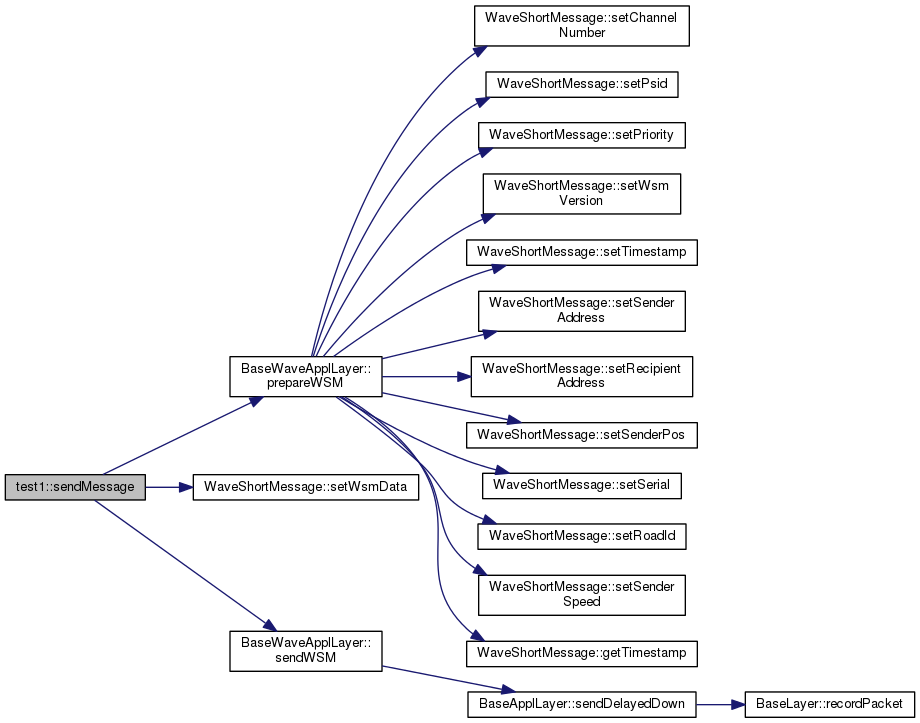 WaveShortMessage::setChannel
Number
WaveShortMessage::setPsid
WaveShortMessage::setPriority
WaveShortMessage::setWsm
Version
WaveShortMessage::setTimestamp
WaveShortMessage::setSender
Address
BaseWaveApplLayer::
prepareWSM
WaveShortMessage::setRecipient
Address
WaveShortMessage::setSenderPos
test1::sendMessage
WaveShortMessage::setWsmData
WaveShortMessage::setSerial
WaveShortMessage::setRoadId
WaveShortMessage::setSender
Speed
BaseWaveApplLayer::
sendWSM
WaveShortMessage::getTimestamp
BaseApplLayer::sendDelayedDown
BaseLayer::recordPacket